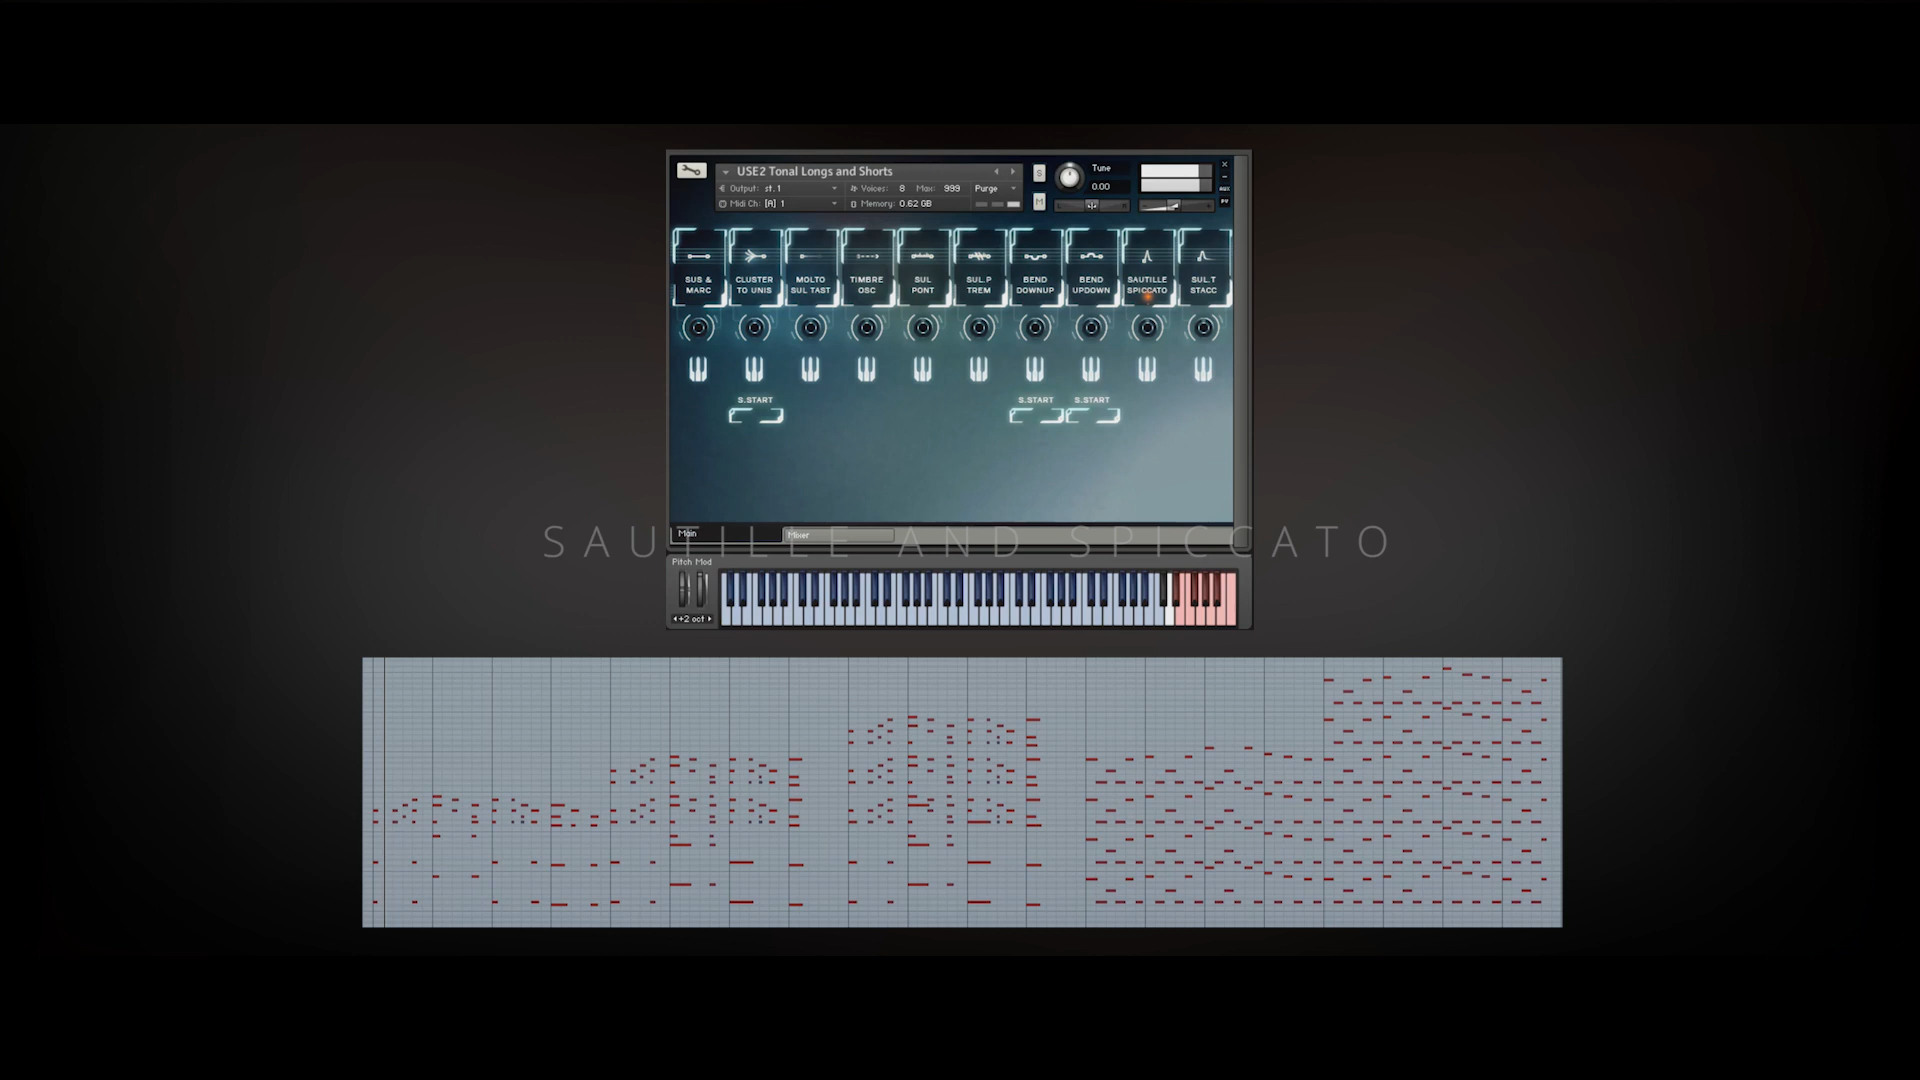 USE2 Tonal Longs and Shorts
Output: st.1 Voices: 8 Max: 999 Purge
Midi Ch: [A] 1 Memory: 0.62 GB
S
M
Tune
0.00
L R
×
-
AUX
PV
SUS & MARC
CLUSTER TO UNIS
MOLTO SUL TAST
TIMBRE OSC
SUL PONT
SUL.P TREM
BEND DOWNUP
BEND UPDOWN
SAUTILLE SPICCATO
SUL.T STACC
S.START
S.START
S.START
Main
Mixer
SAUTILLE AND SPICCATO
Pitch Mod
+2 oct